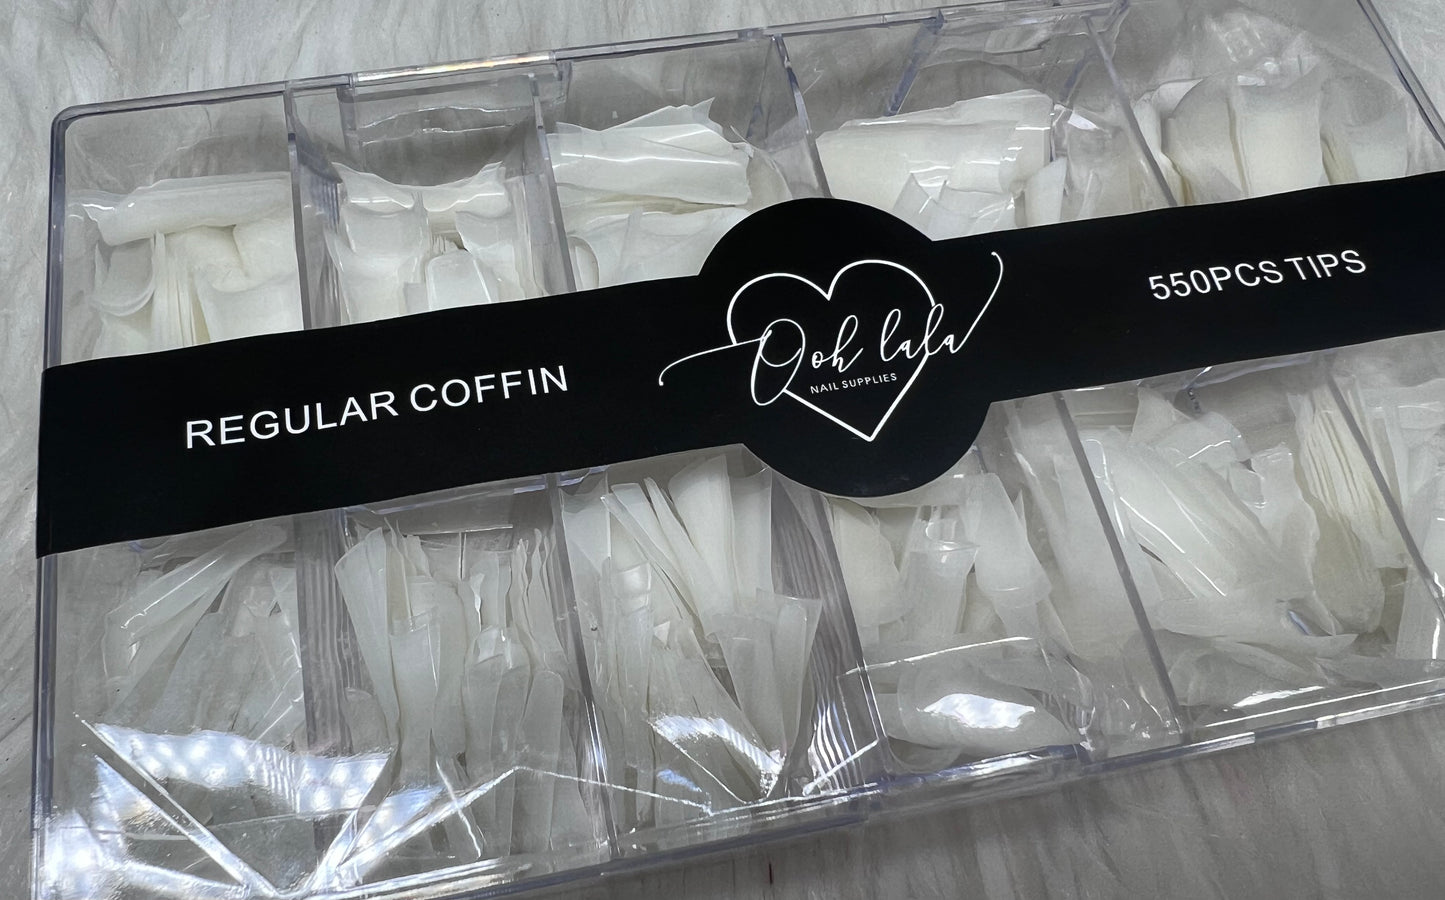 REGULAR COFFIN
Ooh lala
NAIL SUPPLIES
550PCS TIPS